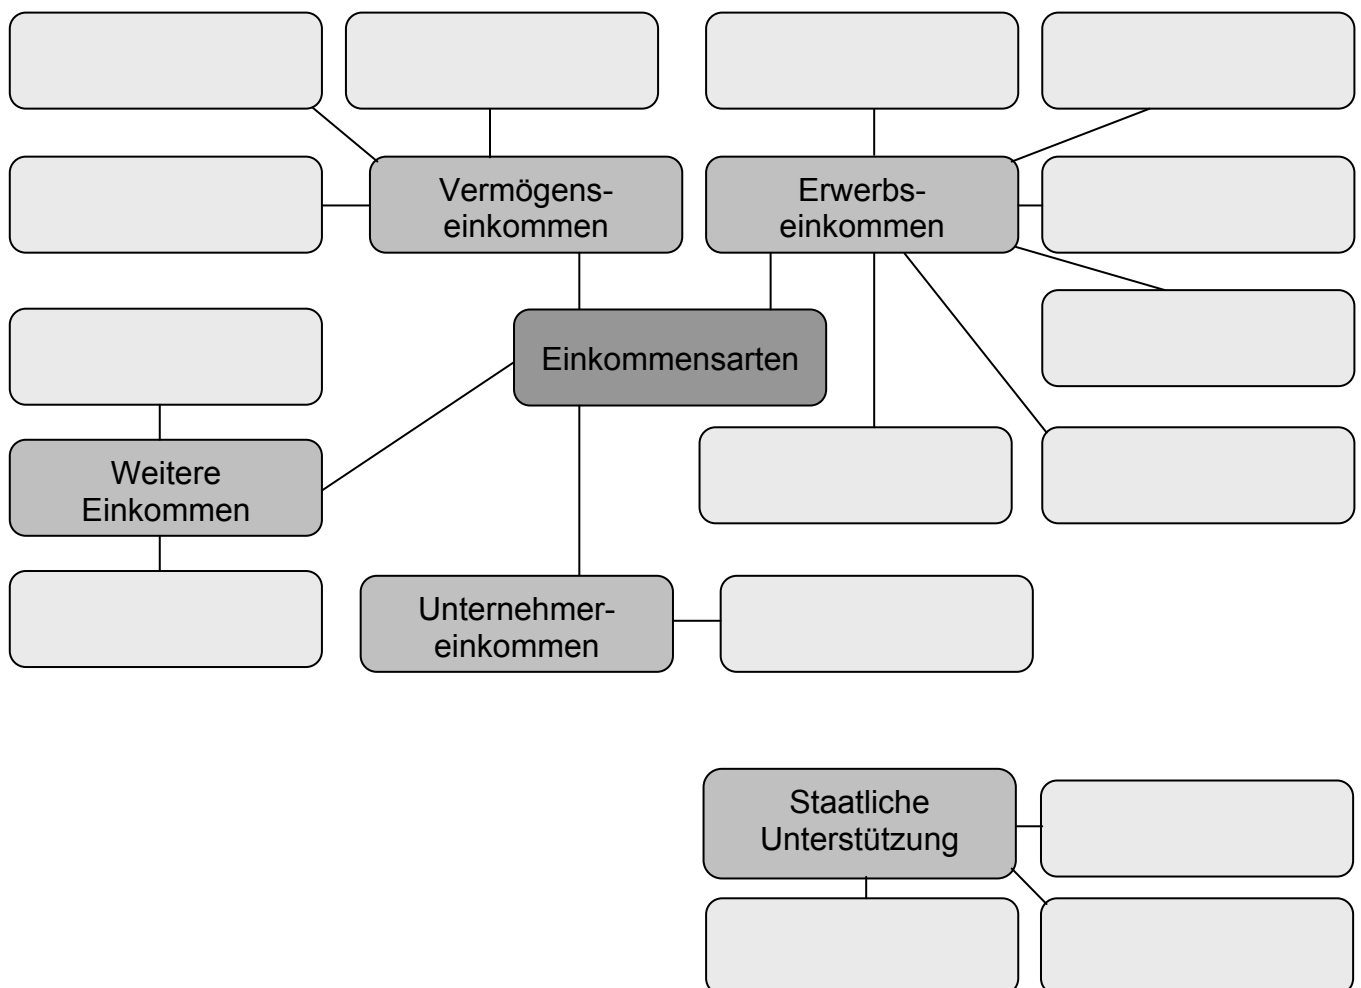 Vermögens-
einkommen
Erwerbs-
einkommen
Einkommensarten
Weitere
Einkommen
Unternehmer-
einkommen
Staatliche
Unterstützung